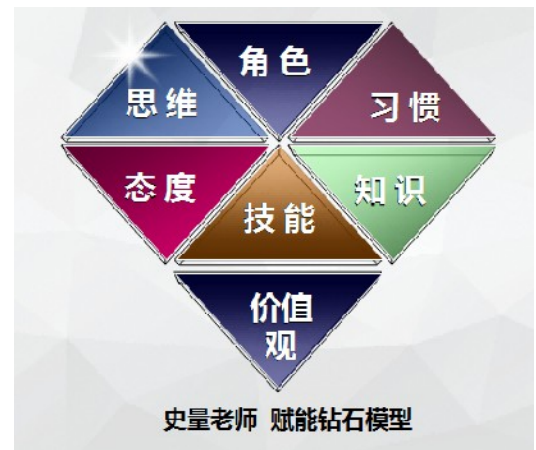 角色
思维
习惯
态度
技能
知识
价值
观
史量老师 赋能钻石模型